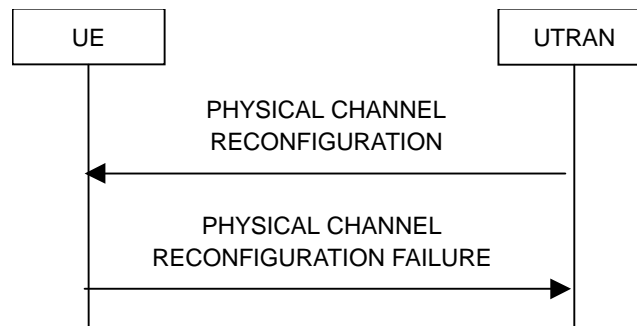 UE
UTRAN
PHYSICAL CHANNEL
RECONFIGURATION
PHYSICAL CHANNEL
RECONFIGURATION FAILURE